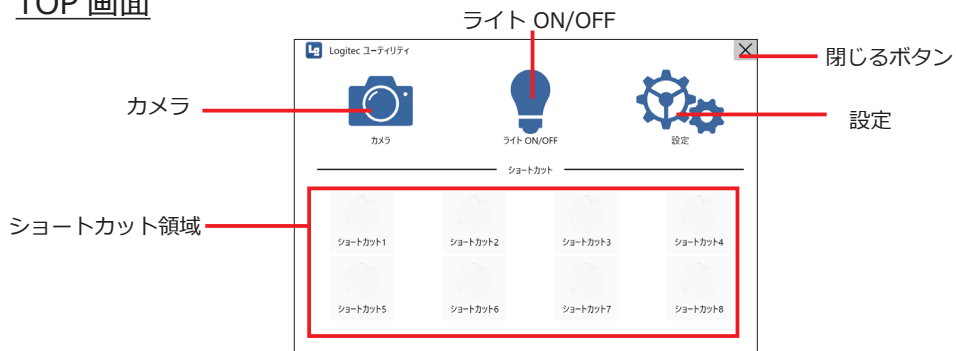 TOP 画面
ライト ON/OFF
Lg Logitec ユーティリティ
閉じるボタン
カメラ
設定
カメラ
ライト ON/OFF
設定
ショートカット
ショートカット領域
ショートカット1
ショートカット2
ショートカット3
ショートカット4
ショートカット5
ショートカット6
ショートカット7
ショートカット8